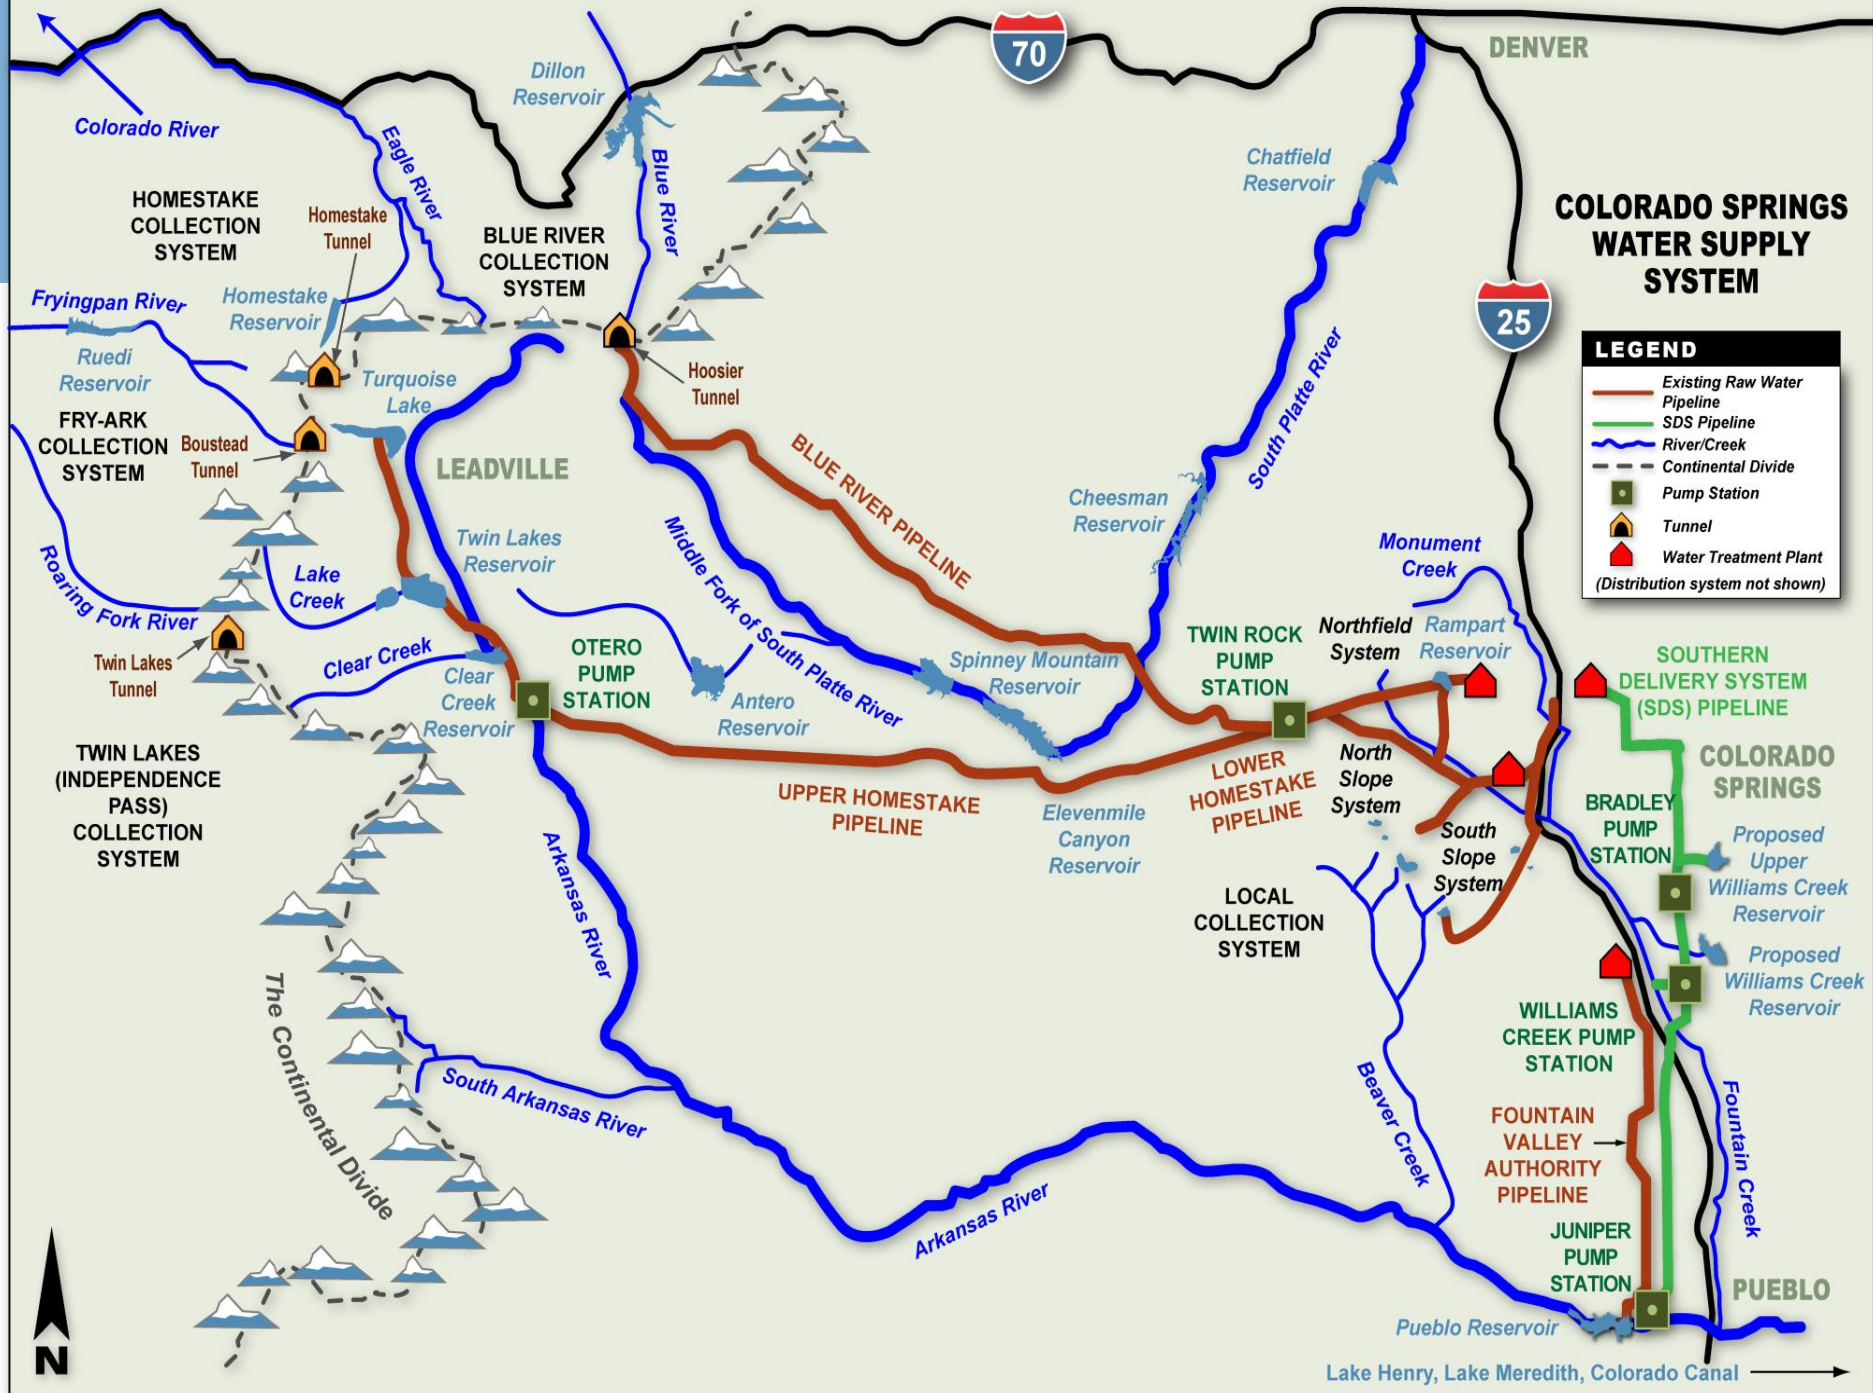 70
DENVER
Dillon
Reservoir
Colorado River
Eagle River
Blue River
Chatfield
Reservoir
HOMESTAKE
COLLECTION
SYSTEM
Homestake
Tunnel
BLUE RIVER
COLLECTION
SYSTEM
COLORADO SPRINGS
WATER SUPPLY
SYSTEM
Fryingpan River
Homestake
Reservoir
25
Ruedi
Reservoir
Turquoise
Lake
Hoosier
Tunnel
South Platte River
LEGEND
Existing Raw Water
Pipeline
SDS Pipeline
River/Creek
Continental Divide
Pump Station
Tunnel
Water Treatment Plant
(Distribution system not shown)
FRY-ARK
COLLECTION
SYSTEM
Boustead
Tunnel
LEADVILLE
BLUE RIVER PIPELINE
Cheesman
Reservoir
Twin Lakes
Reservoir
Middle Fork of South Platte River
Monument
Creek
Roaring Fork River
Lake
Creek
Twin Lakes
Tunnel
Clear Creek
Clear
Creek
Reservoir
OTERO
PUMP
STATION
Antero
Reservoir
Spinney Mountain
Reservoir
TWIN ROCK
PUMP
STATION
Northfield
System
Rampart
Reservoir
SOUTHERN
DELIVERY SYSTEM
(SDS) PIPELINE
TWIN LAKES
(INDEPENDENCE
PASS)
COLLECTION
SYSTEM
UPPER HOMESTAKE
PIPELINE
Elevenmile
Canyon
Reservoir
LOWER
HOMESTAKE
PIPELINE
North
Slope
System
South
Slope
System
COLORADO
SPRINGS
BRADLEY
PUMP
STATION
Proposed
Upper
Williams Creek
Reservoir
Arkansas River
LOCAL
COLLECTION
SYSTEM
Proposed
Williams Creek
Reservoir
The Continental Divide
WILLIAMS
CREEK PUMP
STATION
South Arkansas River
Beaver Creek
Fountain Creek
FOUNTAIN
VALLEY
AUTHORITY
PIPELINE
Arkansas River
JUNIPER
PUMP
STATION
PUEBLO
Pueblo Reservoir
N
Lake Henry, Lake Meredith, Colorado Canal